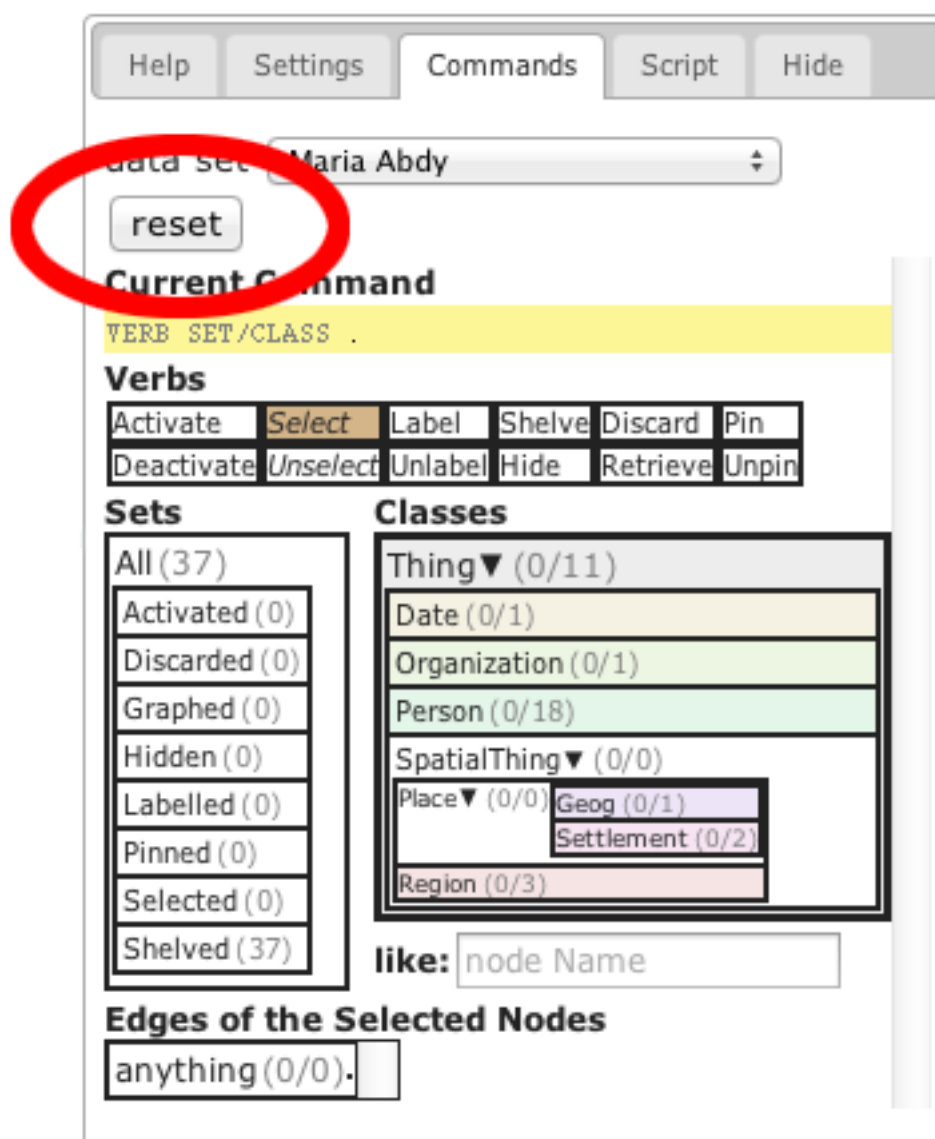 Help Settings Commands Script Hide
data set Maria Abdy
reset
Current Command
VERB SET/CLASS .
Verbs
Activate Select Label Shelve Discard Pin
Deactivate Unselect Unlabel Hide Retrieve Unpin
Sets Classes
All (37) Thing▼ (0/11)
Activated (0) Date (0/1)
Discarded (0) Organization (0/1)
Graphed (0) Person (0/18)
Hidden (0) SpatialThing▼ (0/0)
Labelled (0) Place▼ (0/0) Geog (0/1)
Pinned (0) Settlement (0/2)
Selected (0) Region (0/3)
Shelved (37) like: node Name
Edges of the Selected Nodes
anything (0/0).